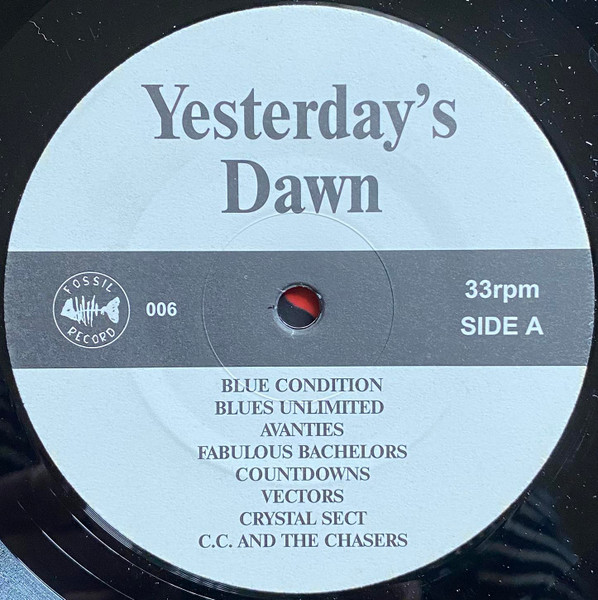 Yesterday's
Dawn
FOSSIL
RECORD
006
33rpm
SIDE A
BLUE CONDITION
BLUES UNLIMITED
AVANTIES
FABULOUS BACHELORS
COUNTDOWNS
VECTORS
CRYSTAL SECT
C.C. AND THE CHASERS